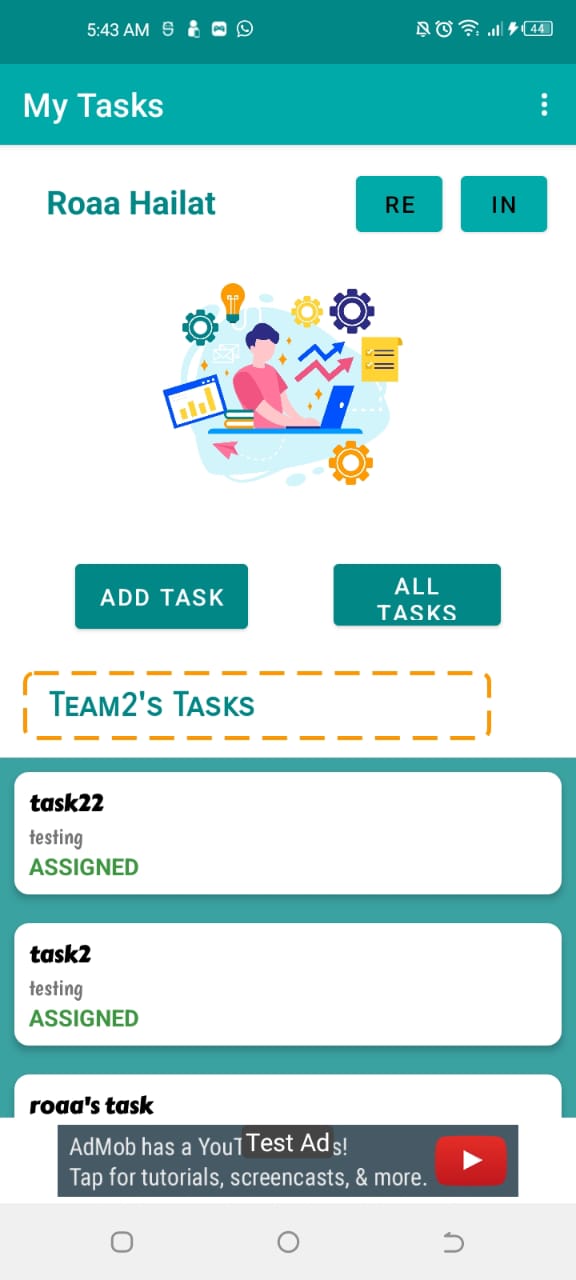 5:43 AM
44
My Tasks
Roaa Hailat
RE
IN
ADD TASK
ALL
TASKS
Team2's Tasks
task22
testing
ASSIGNED
task2
testing
ASSIGNED
roaa's task
AdMob has a YouT Test Ad s!
Tap for tutorials, screencasts, & more.